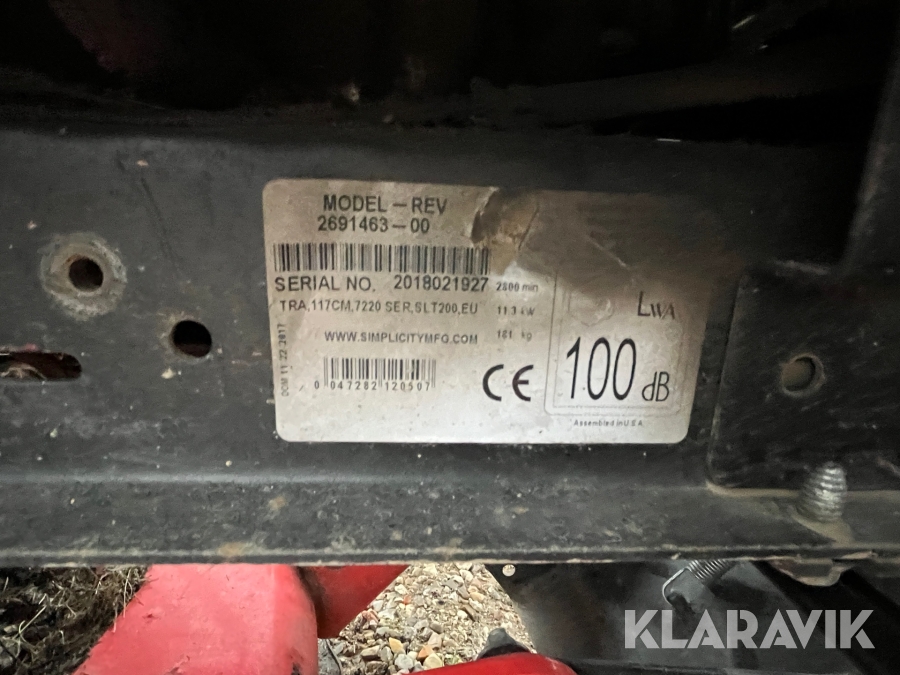 MODEL – REV
2691463 – 00
SERIAL NO. 2018021927 2800 min
TRA,117CM,7220 SER,SLT200,EU 11.3 kW
WWW.SIMPLICITYMFG.COM 181 kg
DOM 11 22 2017
0 047282 120507
CE
LWA
100 dB
Assembled in U.S.A.
KLARAVIK